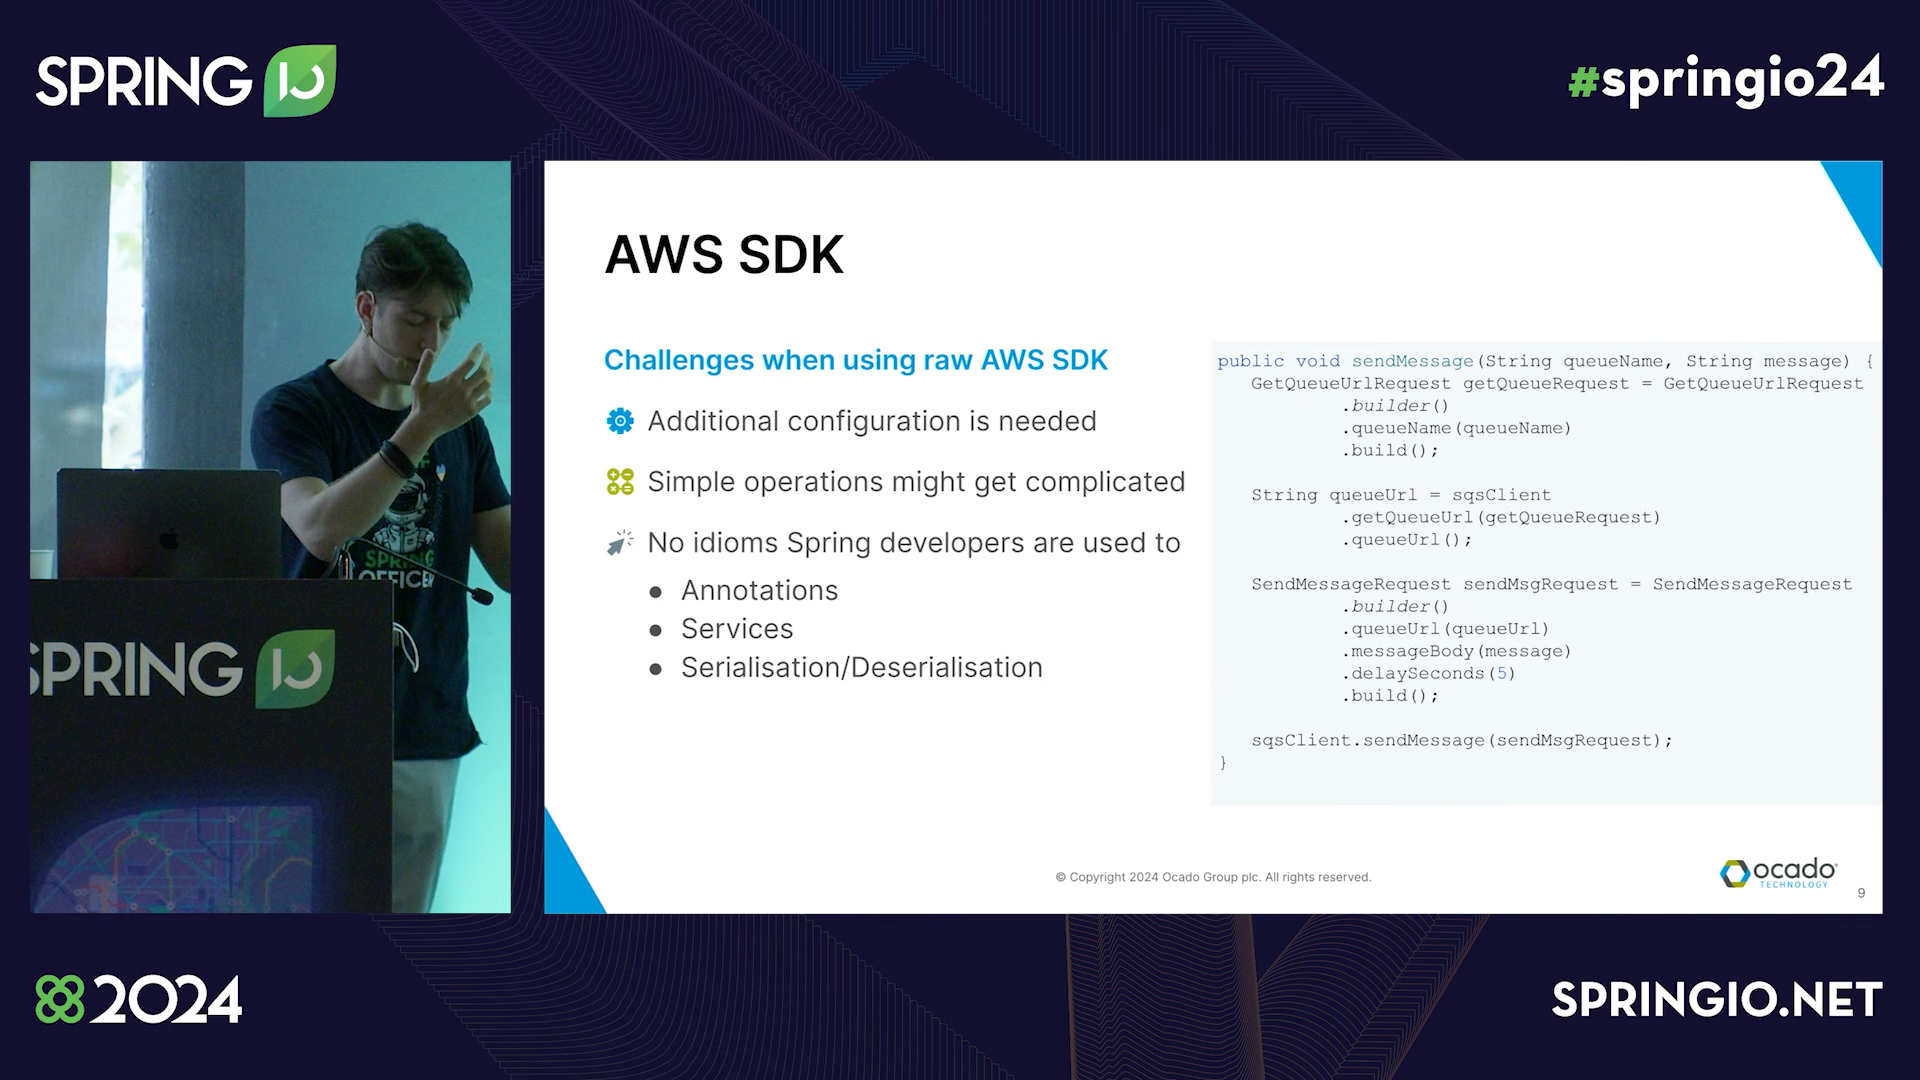 SPRING IO
#springio24
AWS SDK
Challenges when using raw AWS SDK
Additional configuration is needed
Simple operations might get complicated
No idioms Spring developers are used to
● Annotations
● Services
● Serialisation/Deserialisation
public void sendMessage(String queueName, String message) {
GetQueueUrlRequest getQueueRequest = GetQueueUrlRequest
.builder()
.queueName(queueName)
.build();
String queueUrl = sqsClient
.getQueueUrl(getQueueRequest)
.queueUrl();
SendMessageRequest sendMsgRequest = SendMessageRequest
.builder()
.queueUrl(queueUrl)
.messageBody(message)
.delaySeconds(5)
.build();
sqsClient.sendMessage(sendMsgRequest);
}
© Copyright 2024 Ocado Group plc. All rights reserved.
ocado
TECHNOLOGY
9
SPRING
OFFICER
SPRING IO
2024
SPRINGIO.NET